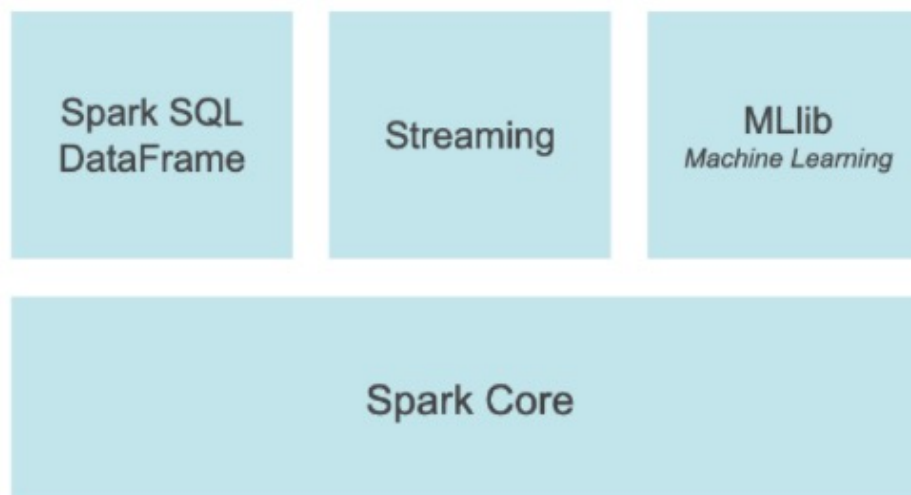 Spark SQL
DataFrame
Streaming
MLlib
Machine Learning
Spark Core